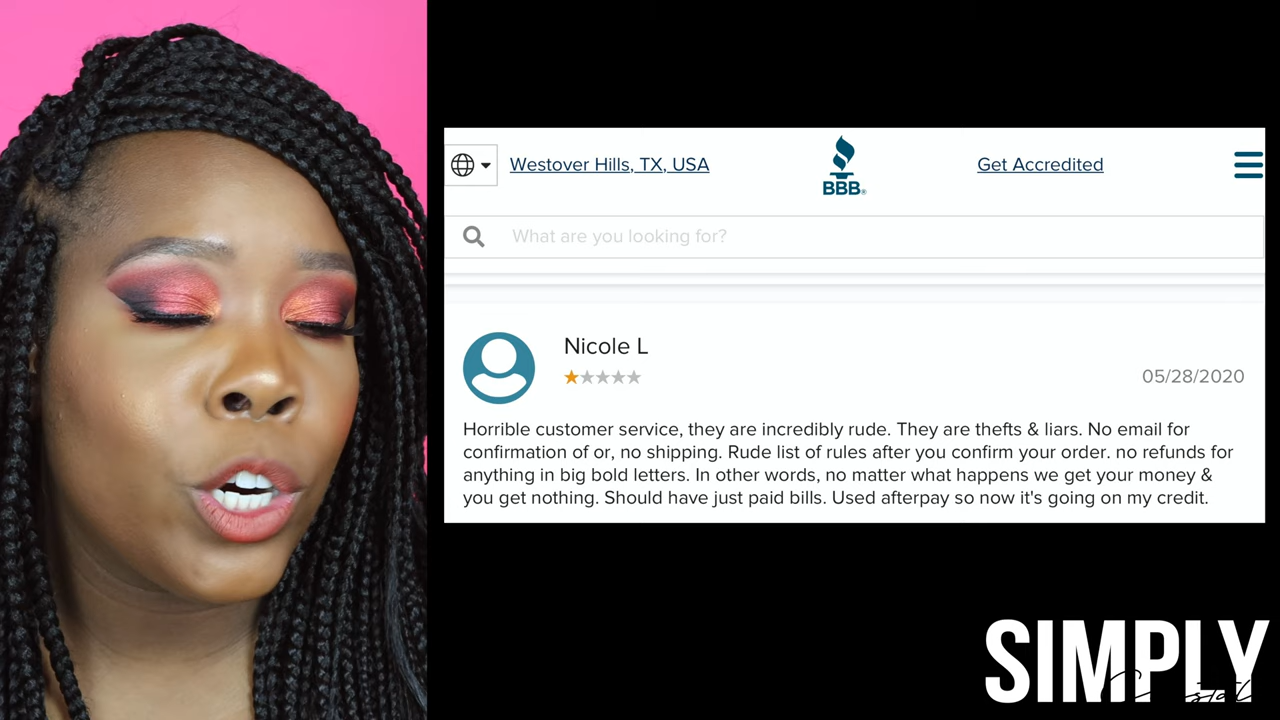 Westover Hills, TX, USA
BBB
Get Accredited
What are you looking for?
Nicole L
05/28/2020
Horrible customer service, they are incredibly rude. They are thefts & liars. No email for
confirmation of or, no shipping. Rude list of rules after you confirm your order. no refunds for
anything in big bold letters. In other words, no matter what happens we get your money &
you get nothing. Should have just paid bills. Used afterpay so now it's going on my credit.
SIMPLY